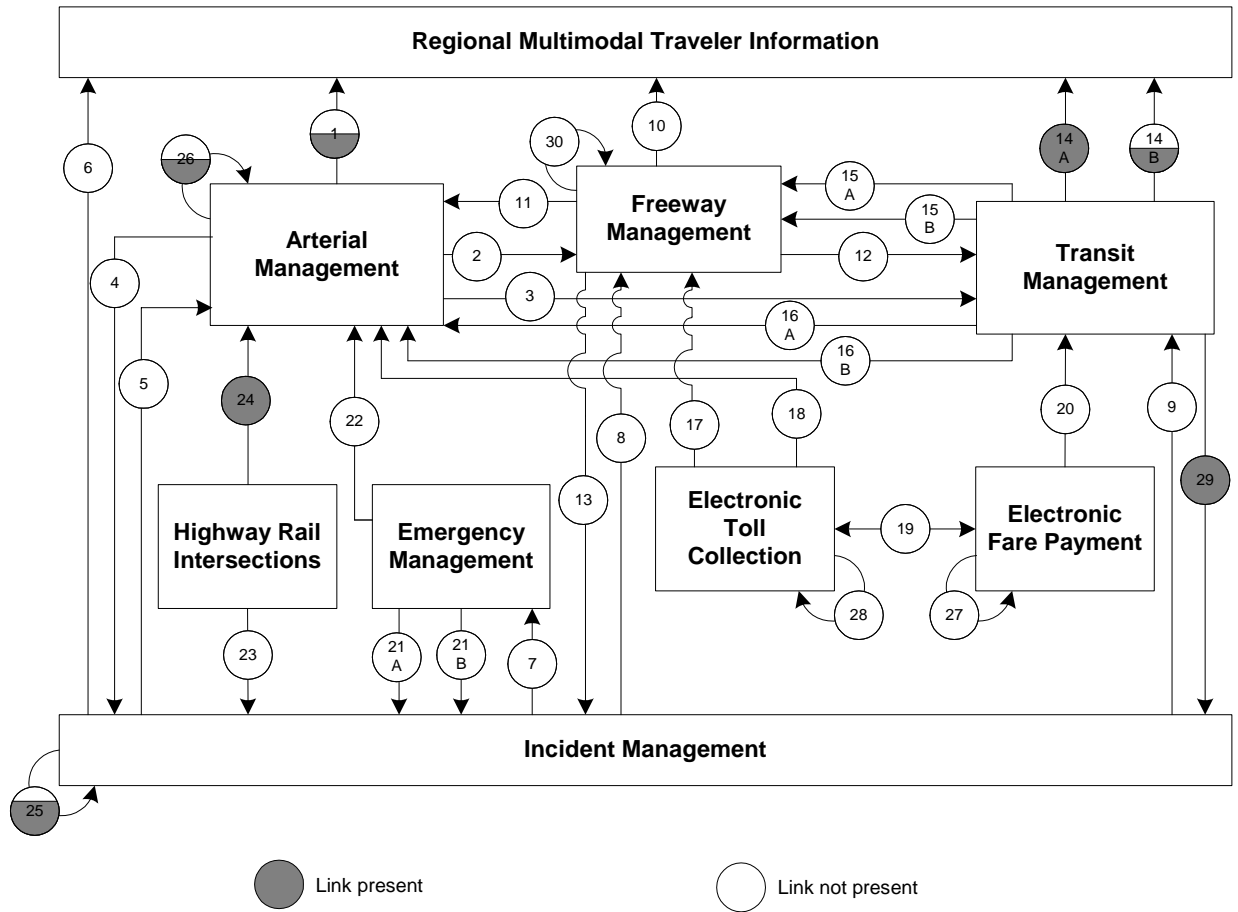 Regional Multimodal Traveler Information
6
26
1
10
30
14
A
14
B
11
15
A
15
B
Arterial
Management
Freeway
Management
Transit
Management
4
2
12
3
5
16
A
16
B
24
22
8
17
18
20
9
13
29
Highway Rail
Intersections
Emergency
Management
Electronic
Toll
Collection
19
Electronic
Fare Payment
28
27
23
21
A
21
B
7
Incident Management
25
Link present
Link not present